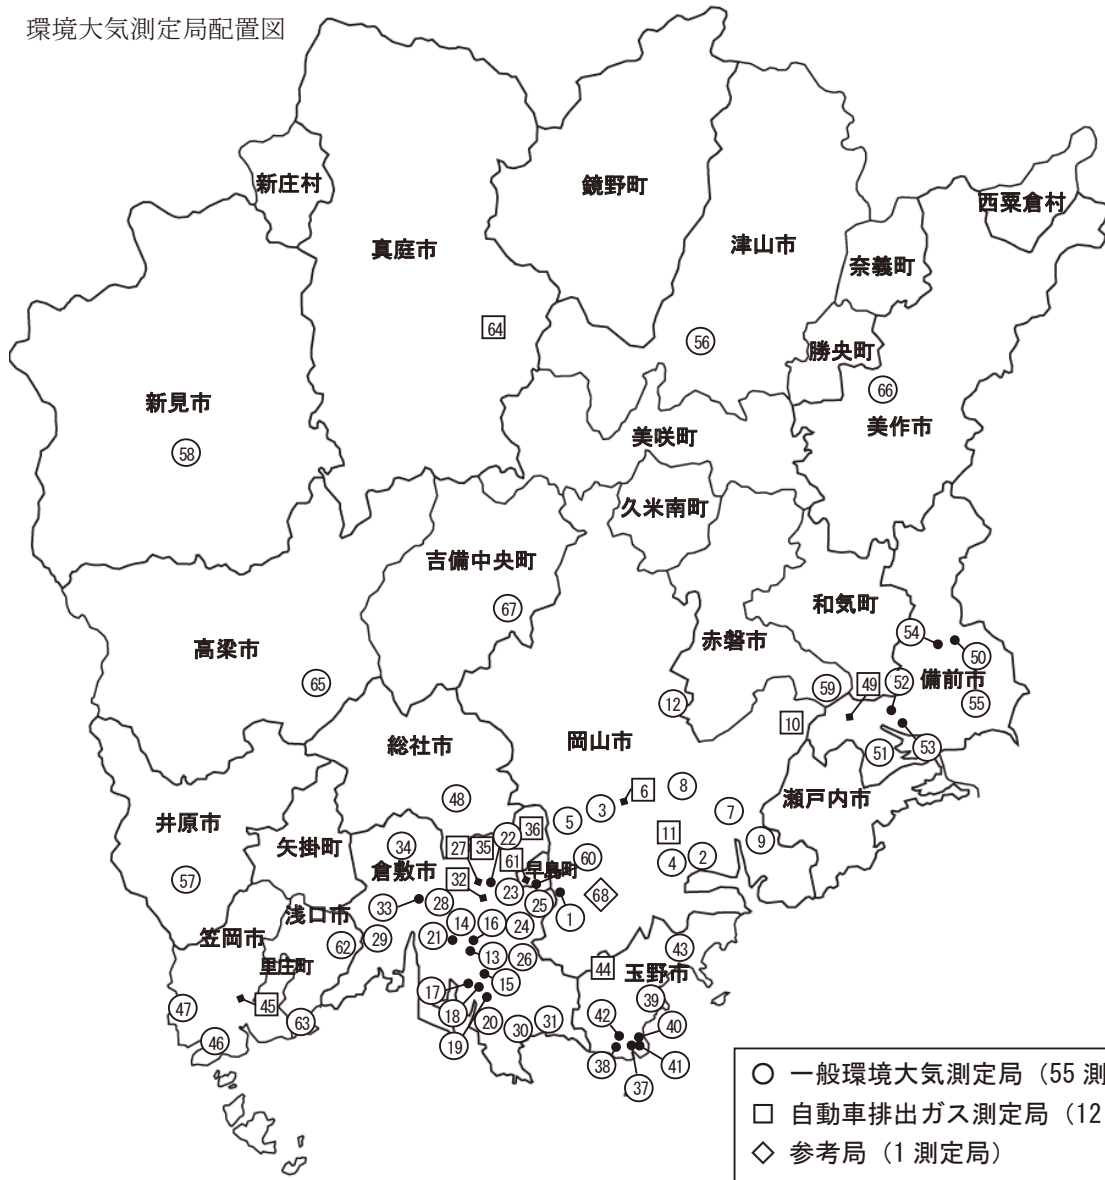 環境大気測定局配置図
新庄村
鏡野町
西粟倉村
真庭市
津山市
奈義町
64
56
勝央町
66
新見市
美作市
58
美咲町
久米南町
吉備中央町
67
和気町
54
50
高梁市
赤磐市
65
59
49
52
備前市
12
10
55
岡山市
総社市
51
53
48
6
8
瀬戸内市
3
7
井原市
36
5
22
11
9
矢掛町
34
27
35
61
60
4
2
57
倉敷市
32
早島町
23
68
33
28
25
1
浅口市
14
16
24
笠岡市
62
29
21
43
13
26
里庄町
44
玉野市
15
17
47
45
39
18
63
20
31
42
40
46
30
19
38
41
37
○ 一般環境大気測定局（55 測
□ 自動車排出ガス測定局（12
◇ 参考局（1 測定局）